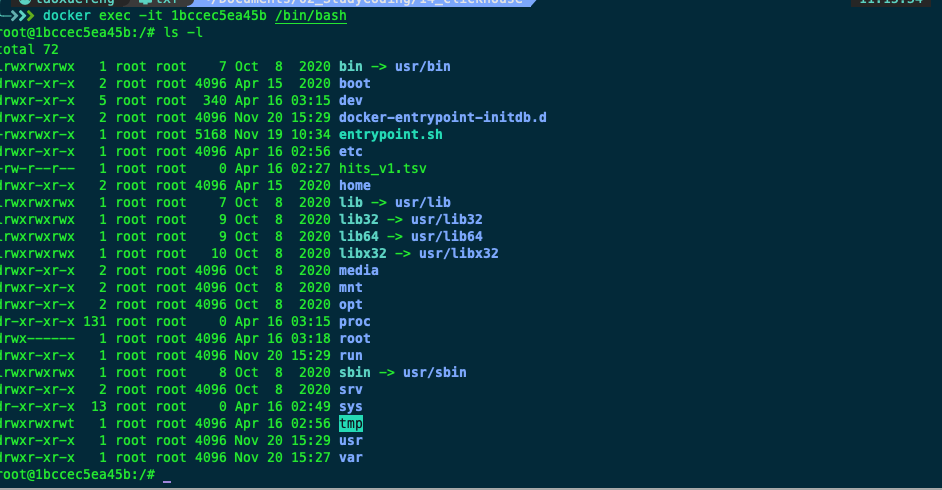 ~/Documents/02_StudyCoding/14_ClickHouse
docker exec -it 1bccec5ea45b /bin/bash
root@1bccec5ea45b:/# ls -l
total 72
lrwxrwxrwx   1 root root    7 Oct  8  2020 bin -> usr/bin
drwxr-xr-x   2 root root 4096 Apr 15  2020 boot
drwxr-xr-x   5 root root  340 Apr 16 03:15 dev
drwxr-xr-x   2 root root 4096 Nov 20 15:29 docker-entrypoint-initdb.d
-rwxrwxr-x   1 root root 5168 Nov 19 10:34 entrypoint.sh
drwxr-xr-x   1 root root 4096 Apr 16 02:56 etc
-rw-r--r--   1 root root    0 Apr 16 02:27 hits_v1.tsv
drwxr-xr-x   2 root root 4096 Apr 15  2020 home
lrwxrwxrwx   1 root root    7 Oct  8  2020 lib -> usr/lib
lrwxrwxrwx   1 root root    9 Oct  8  2020 lib32 -> usr/lib32
lrwxrwxrwx   1 root root    9 Oct  8  2020 lib64 -> usr/lib64
lrwxrwxrwx   1 root root   10 Oct  8  2020 libx32 -> usr/libx32
drwxr-xr-x   2 root root 4096 Oct  8  2020 media
drwxr-xr-x   2 root root 4096 Oct  8  2020 mnt
drwxr-xr-x   2 root root 4096 Oct  8  2020 opt
dr-xr-xr-x 131 root root    0 Apr 16 03:15 proc
drwx------   1 root root 4096 Apr 16 03:18 root
drwxr-xr-x   1 root root 4096 Nov 20 15:29 run
lrwxrwxrwx   1 root root    8 Oct  8  2020 sbin -> usr/sbin
drwxr-xr-x   2 root root 4096 Oct  8  2020 srv
dr-xr-xr-x  13 root root    0 Apr 16 02:49 sys
drwxrwxrwt   1 root root 4096 Apr 16 02:56 tmp
drwxr-xr-x   1 root root 4096 Nov 20 15:29 usr
drwxr-xr-x   1 root root 4096 Nov 20 15:27 var
root@1bccec5ea45b:/# _